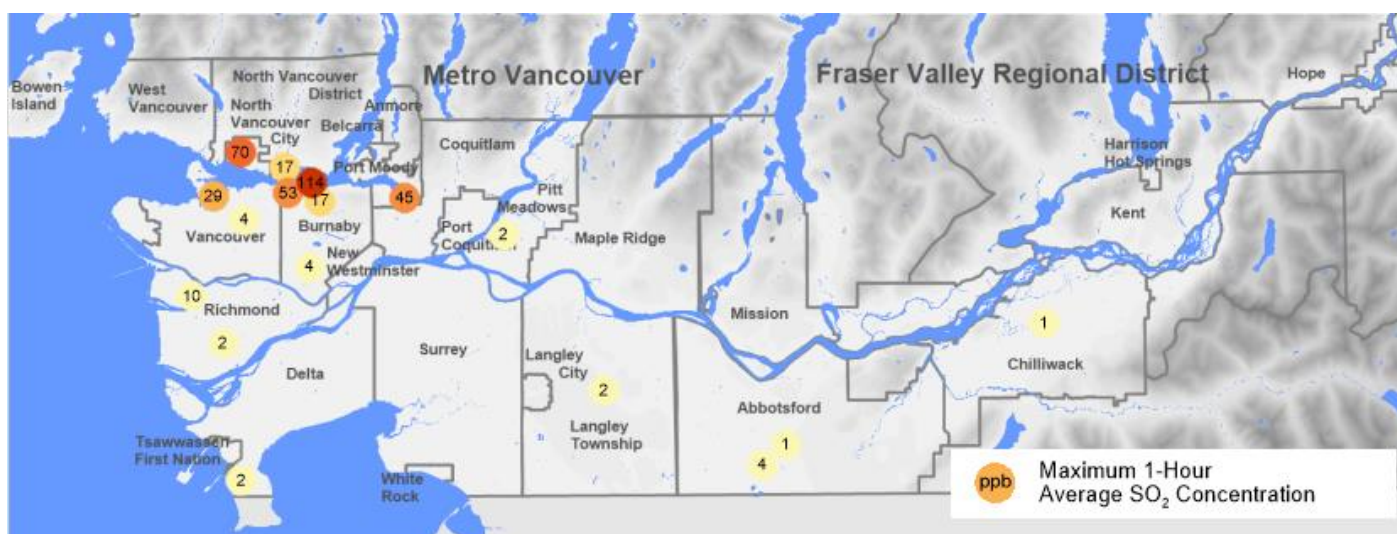 Metro Vancouver
Fraser Valley Regional District
Hope
Bowen
Island
West
Vancouver
North Vancouver
District
North
Vancouver
City
Anmore
Belcarra
Port Moody
Coquitlam
Harrison
Hot Springs
70
17
114
53
17
45
29
4
Vancouver
Burnaby
Pitt
Meadows
Port
2
Maple Ridge
Kent
New
Westminster
4
10
Richmond
2
Mission
1
Chilliwack
Surrey
Delta
Langley
City
2
Langley
Township
Abbotsford
1
4
Tsawwassen
First Nation
2
White
Rock
ppb
Maximum 1-Hour
Average SO₂ Concentration